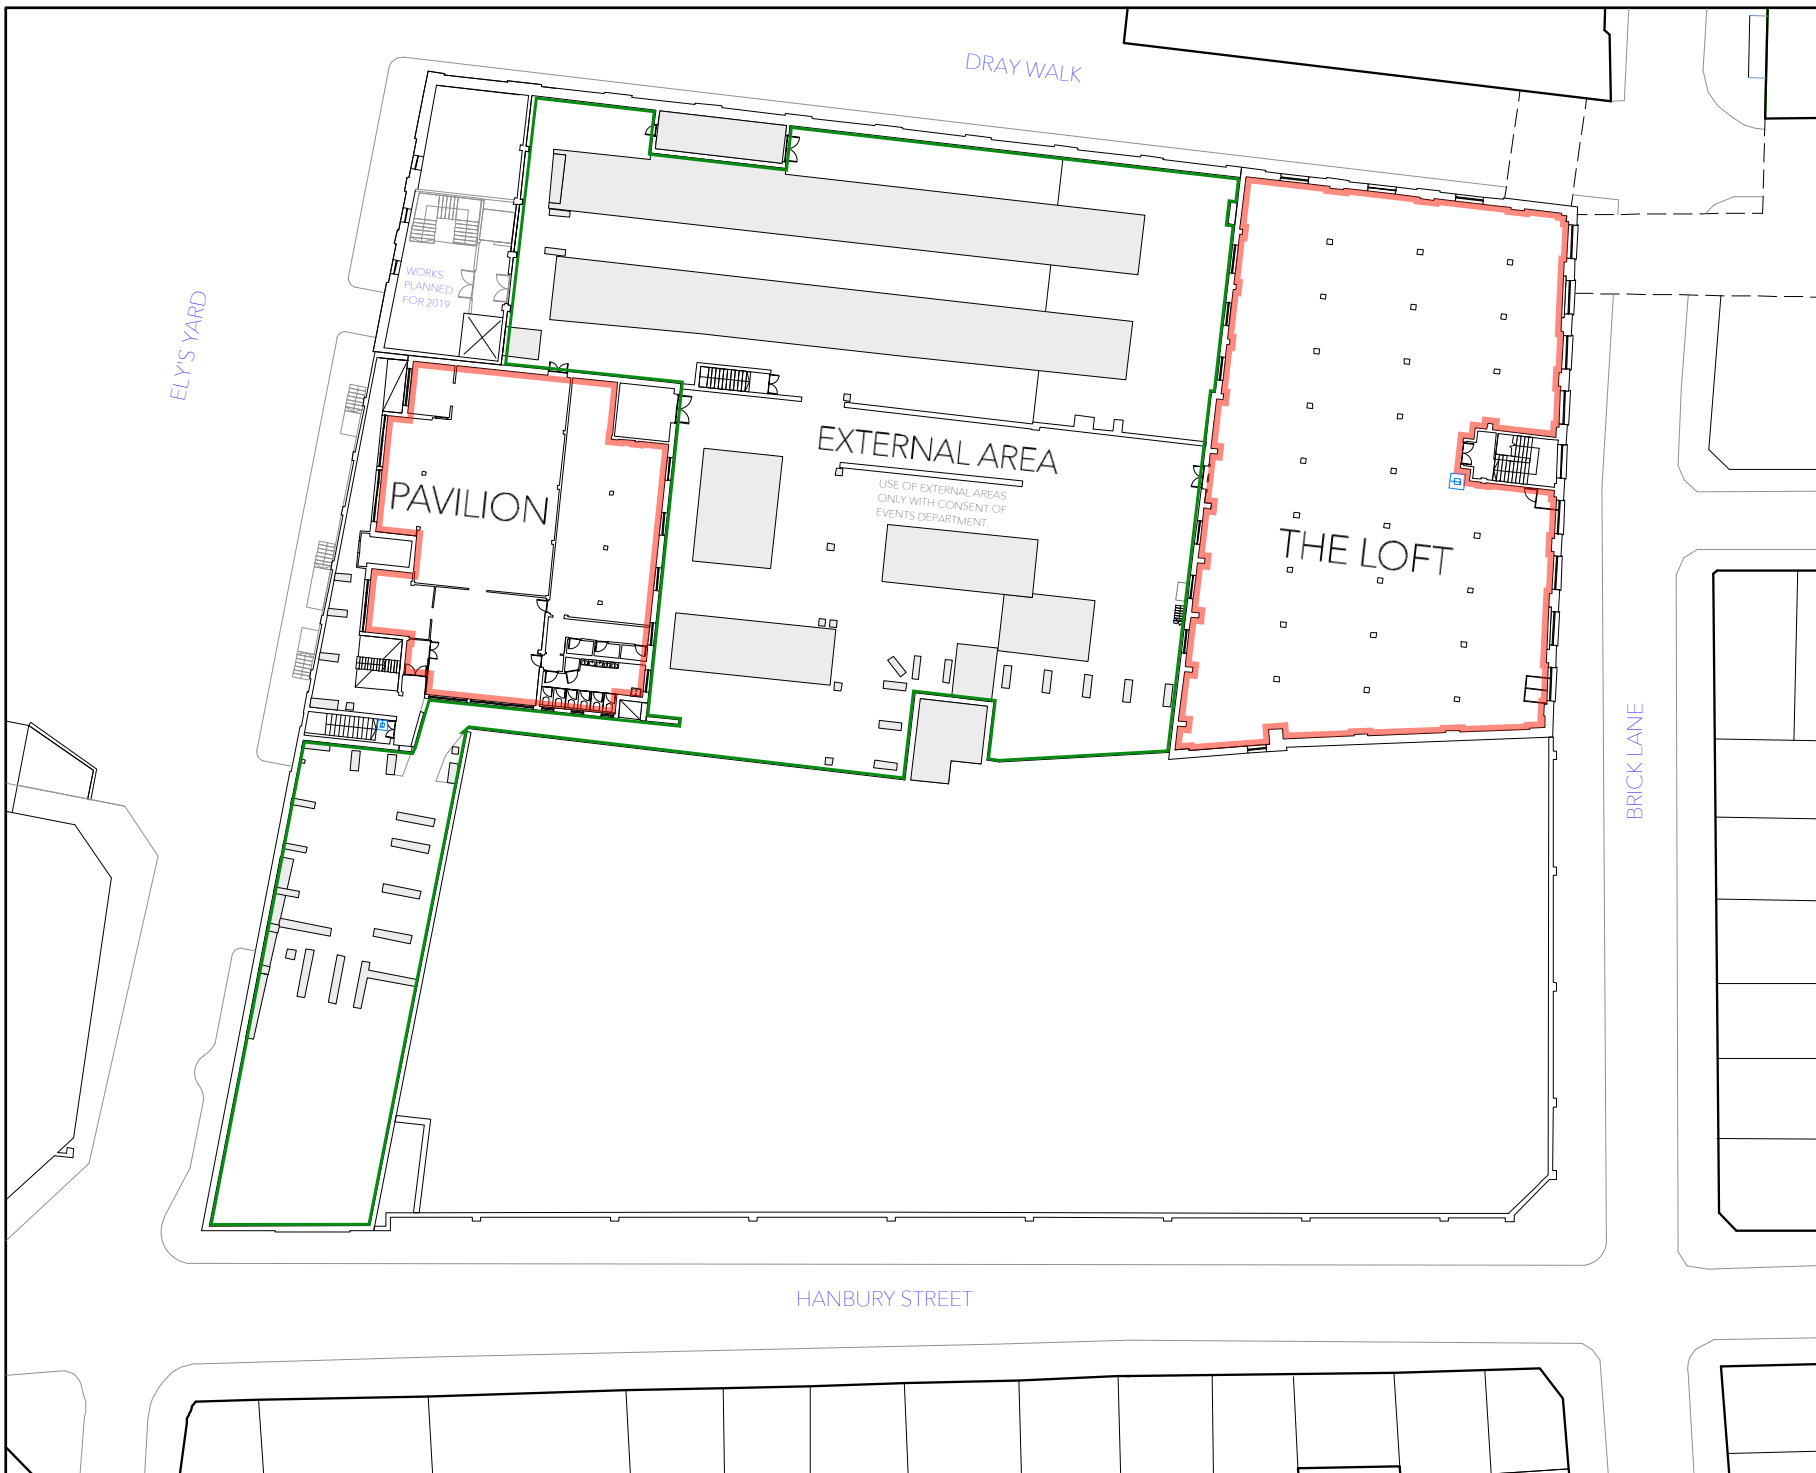 DRAY WALK
WORKS
PLANNED
FOR 2019
ELY'S YARD
EXTERNAL AREA
USE OF EXTERNAL AREAS
ONLY WITH CONSENT OF
EVENTS DEPARTMENT
PAVILION
THE LOFT
BRICK LANE
HANBURY STREET